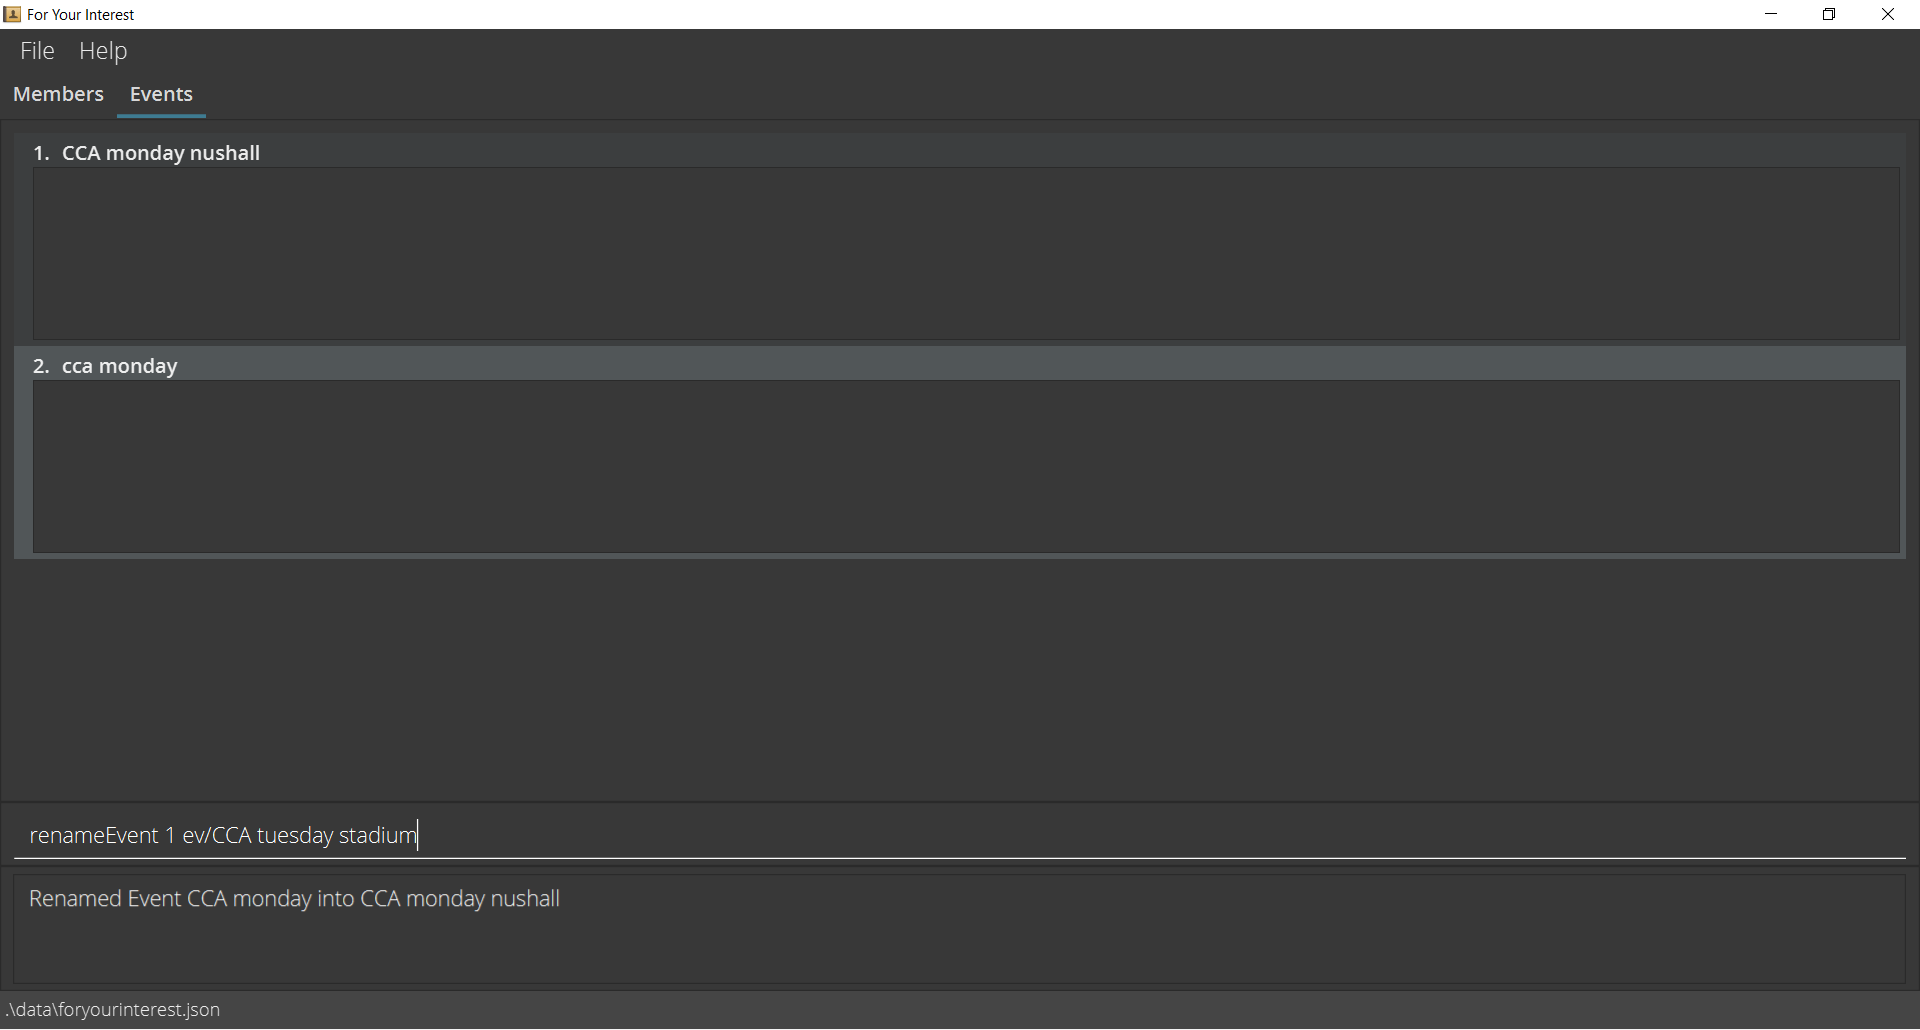 For Your Interest
File Help
Members Events
1. CCA monday nushall
2. cca monday
renameEvent 1 ev/CCA tuesday stadium
Renamed Event CCA monday into CCA monday nushall
.\data\foryourinterest.json